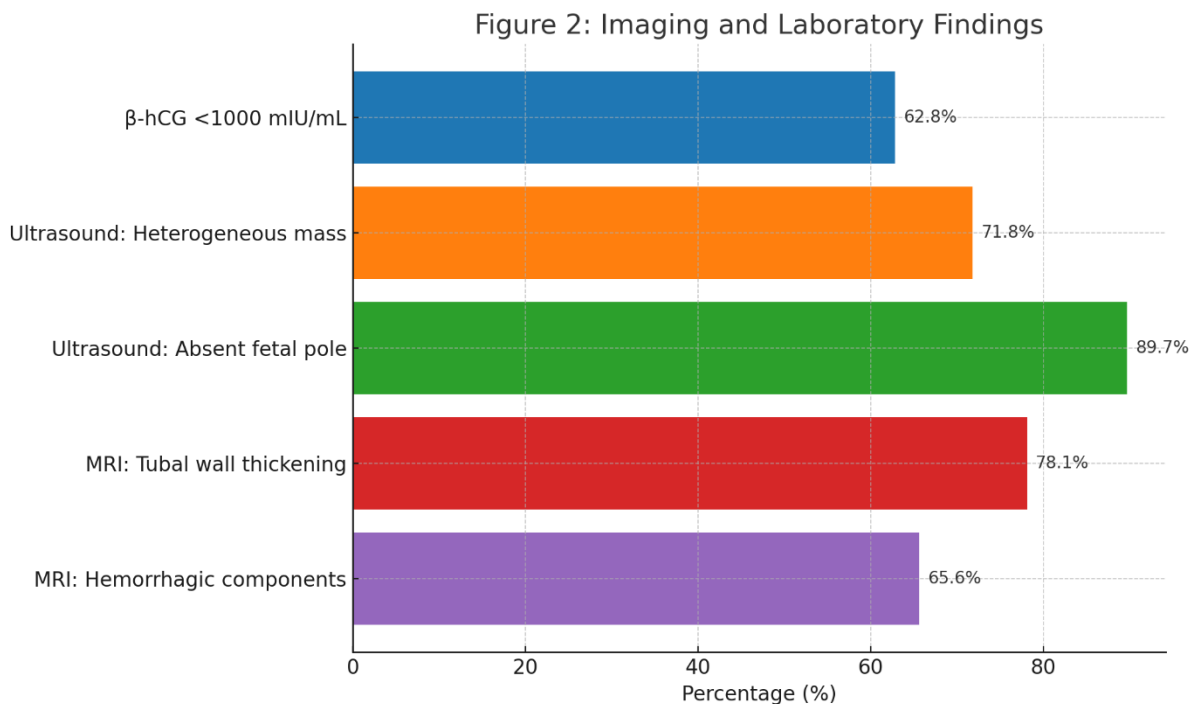 Figure 2: Imaging and Laboratory Findings
β-hCG <1000 mIU/mL
62.8%
Ultrasound: Heterogeneous mass
71.8%
Ultrasound: Absent fetal pole
89.7%
MRI: Tubal wall thickening
78.1%
MRI: Hemorrhagic components
65.6%
0 20 40 60 80
Percentage (%)